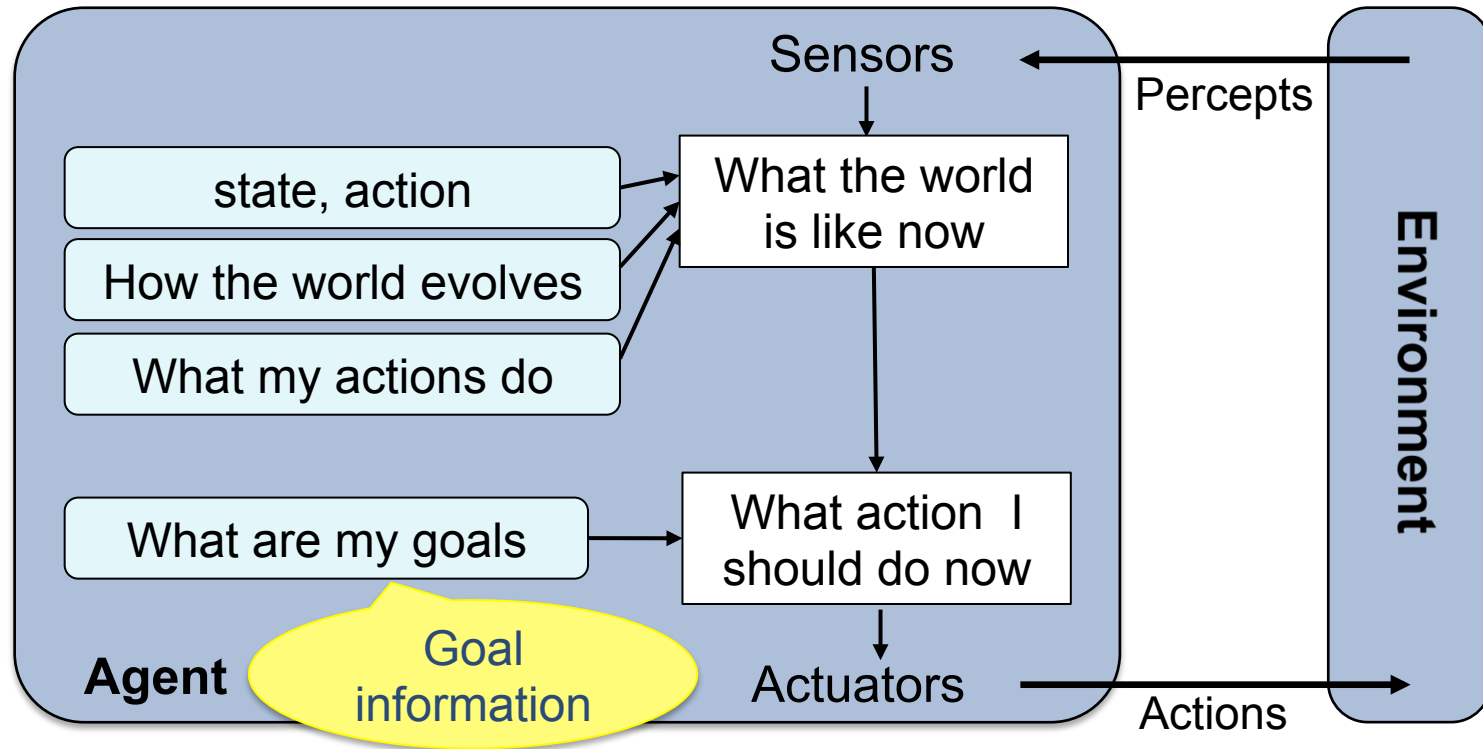 Sensors
Percepts
state, action
What the world
is like now
How the world evolves
What my actions do
Environment
What are my goals
What action I
should do now
Goal
information
Agent
Actuators
Actions